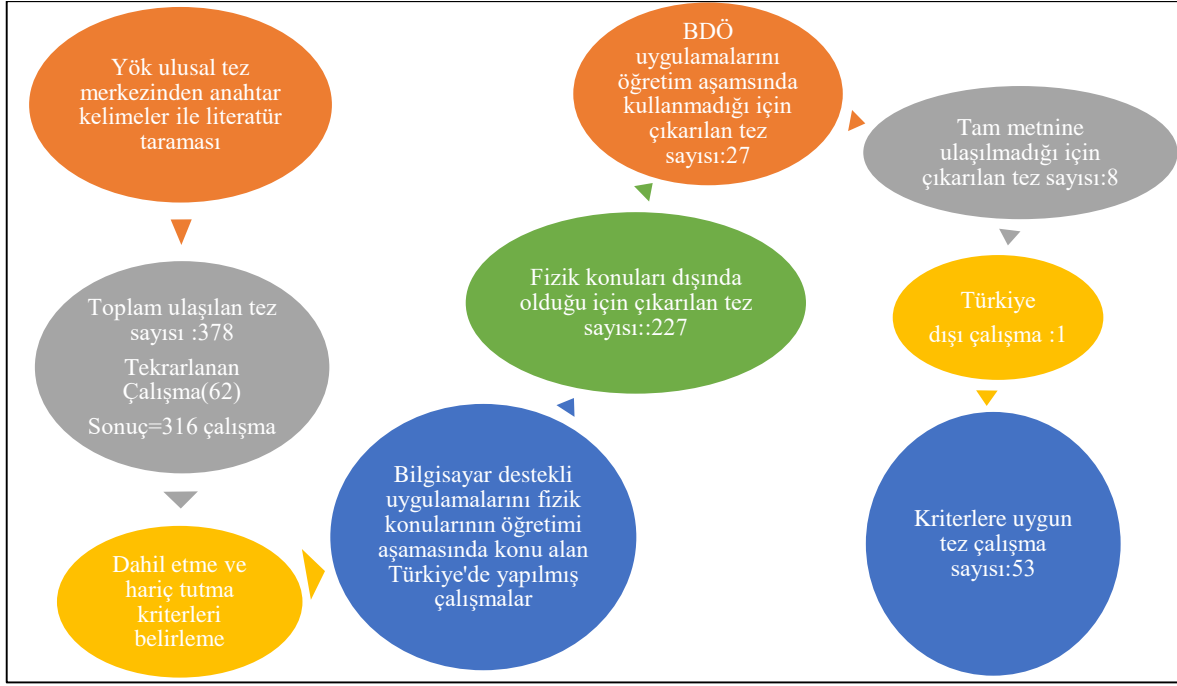 Yök ulusal tez
merkezinden anahtar
kelimeler ile literatür
taraması
Toplam ulaşılan tez
sayısı :378
Tekrarlanan
Çalışma(62)
Sonuç=316 çalışma
Dahil etme ve
hariç tutma
kriterleri
belirleme
Bilgisayar destekli
uygulamalarını fizik
konularının öğretimi
aşamasında konu alan
Türkiye'de yapılmış
çalışmalar
Fizik konuları dışında
olduğu için çıkarılan tez
sayısı::227
BDÖ
uygulamalarını
öğretim aşamsında
kullanmadığı için
çıkarılan tez
sayısı:27
Tam metnine
ulaşılmadığı için
çıkarılan tez sayısı:8
Türkiye
dışı çalışma :1
Kriterlere uygun
tez çalışma
sayısı:53